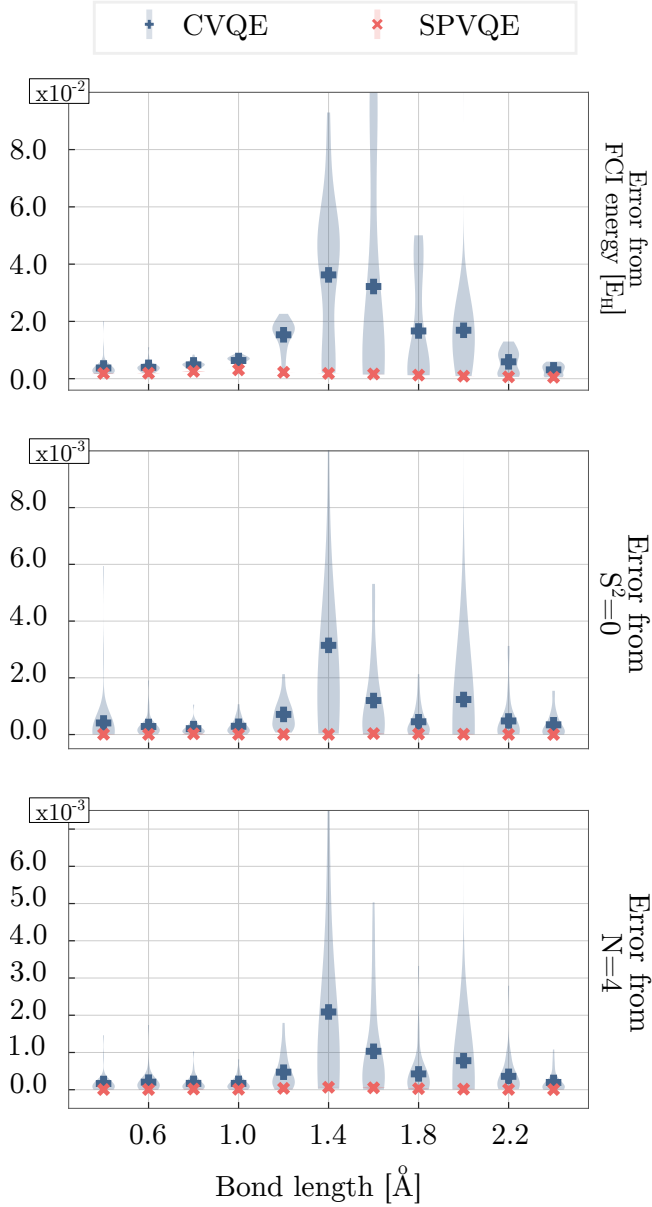 CVQE SPVQE
x10⁻²
8.0
6.0
4.0
2.0
0.0
Error from
FCI energy [E_H]
x10⁻³
8.0
6.0
4.0
2.0
0.0
Error from
S²=0
x10⁻³
6.0
5.0
4.0
3.0
2.0
1.0
0.0
Error from
N=4
0.6 1.0 1.4 1.8 2.2
Bond length [Å]